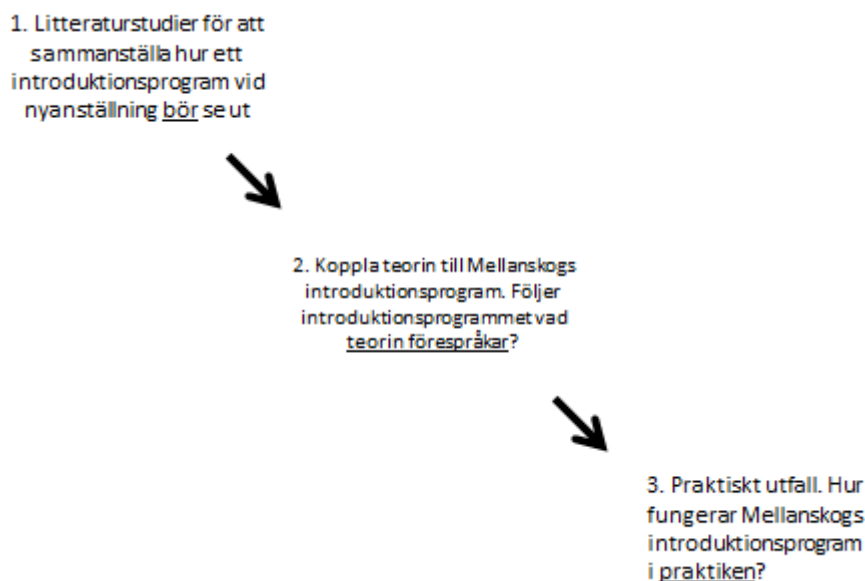 1. Litteraturstudier för att
sammanställa hur ett
introduktionsprogram vid
nyanställning bör se ut
2. Koppla teorin till Mellanskogs
introduktionsprogram. Följer
introduktionsprogrammet vad
teorin förespråkar?
3. Praktiskt utfall. Hur
fungerar Mellanskogs
introduktionsprogram
i praktiken?